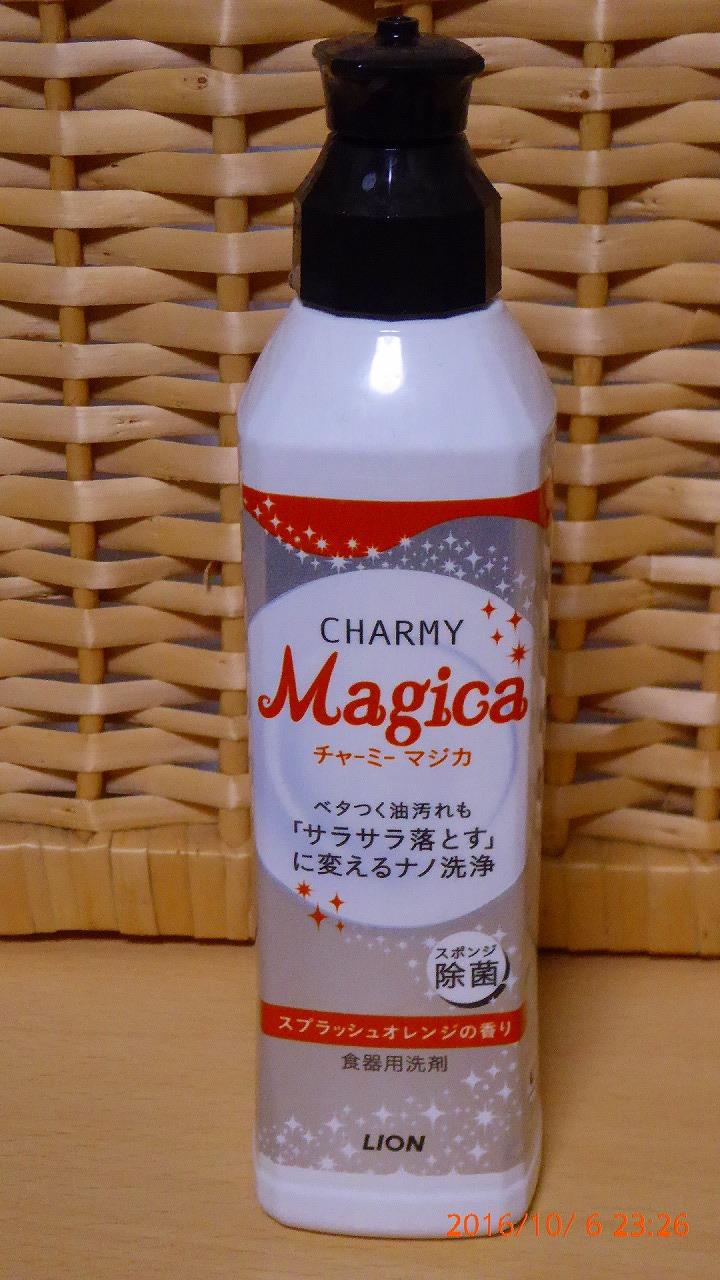 CHARMY
Magica
チャーミー マジカ
ベタつく油汚れも
「サラサラ落とす」
に変えるナノ洗浄
スポンジ
除菌
スプラッシュオレンジの香り
食器用洗剤
LION
2016/10/ 6 23:26